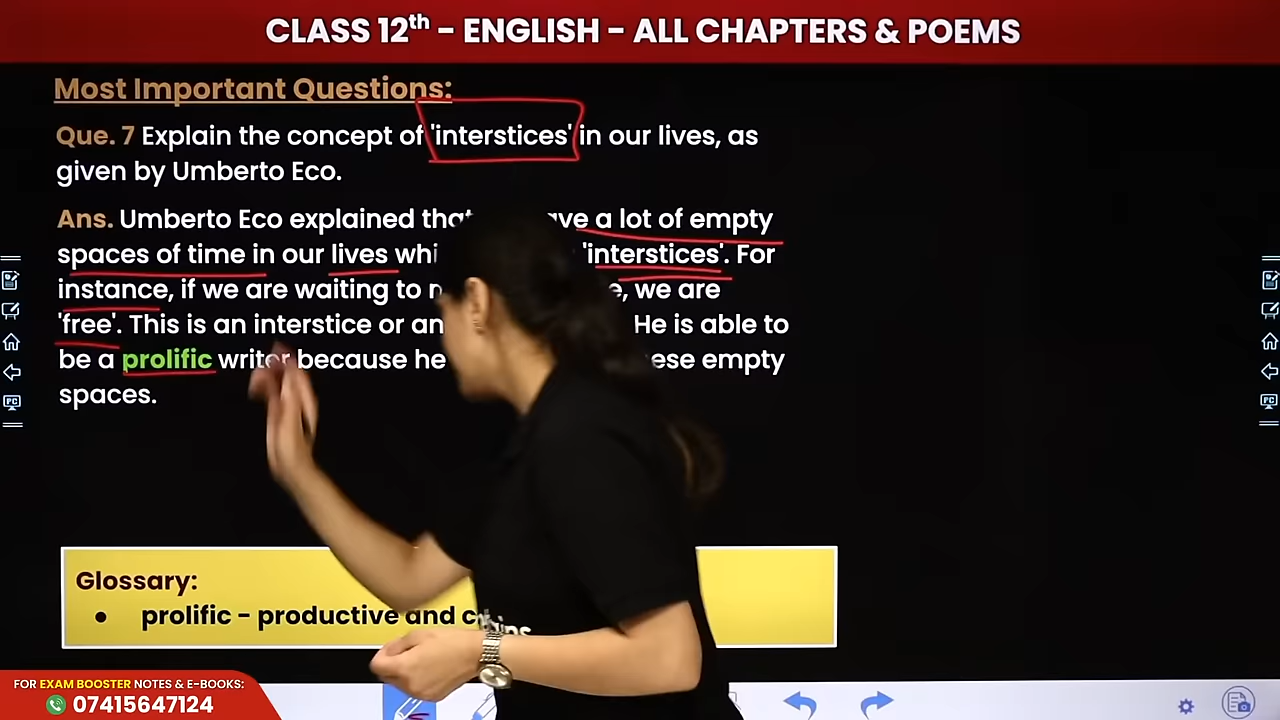 CLASS 12th - ENGLISH - ALL CHAPTERS & POEMS
Most Important Questions:
Que. 7 Explain the concept of 'interstices' in our lives, as
given by Umberto Eco.
Ans. Umberto Eco explained a lot of empty
spaces of time in our lives 'interstices'. For
instance, if we are waiting to we are
'free'. This is an interstice or He is able to
be a prolific writer because he empty
spaces.
Glossary:
● prolific - productive and
FOR EXAM BOOSTER NOTES & E-BOOKS:
07415647124